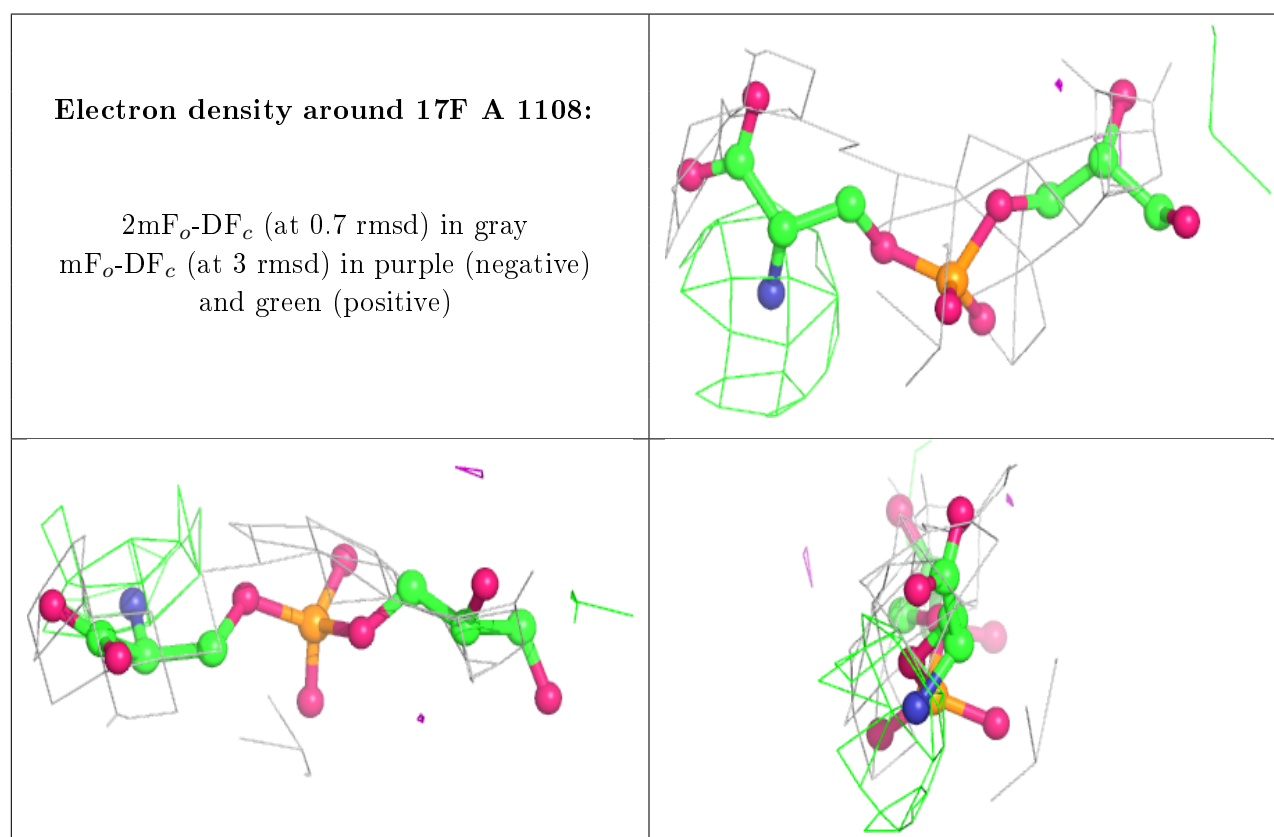 Electron density around 17F A 1108:
2mFo-DFc (at 0.7 rmsd) in gray
mFo-DFc (at 3 rmsd) in purple (negative)
and green (positive)